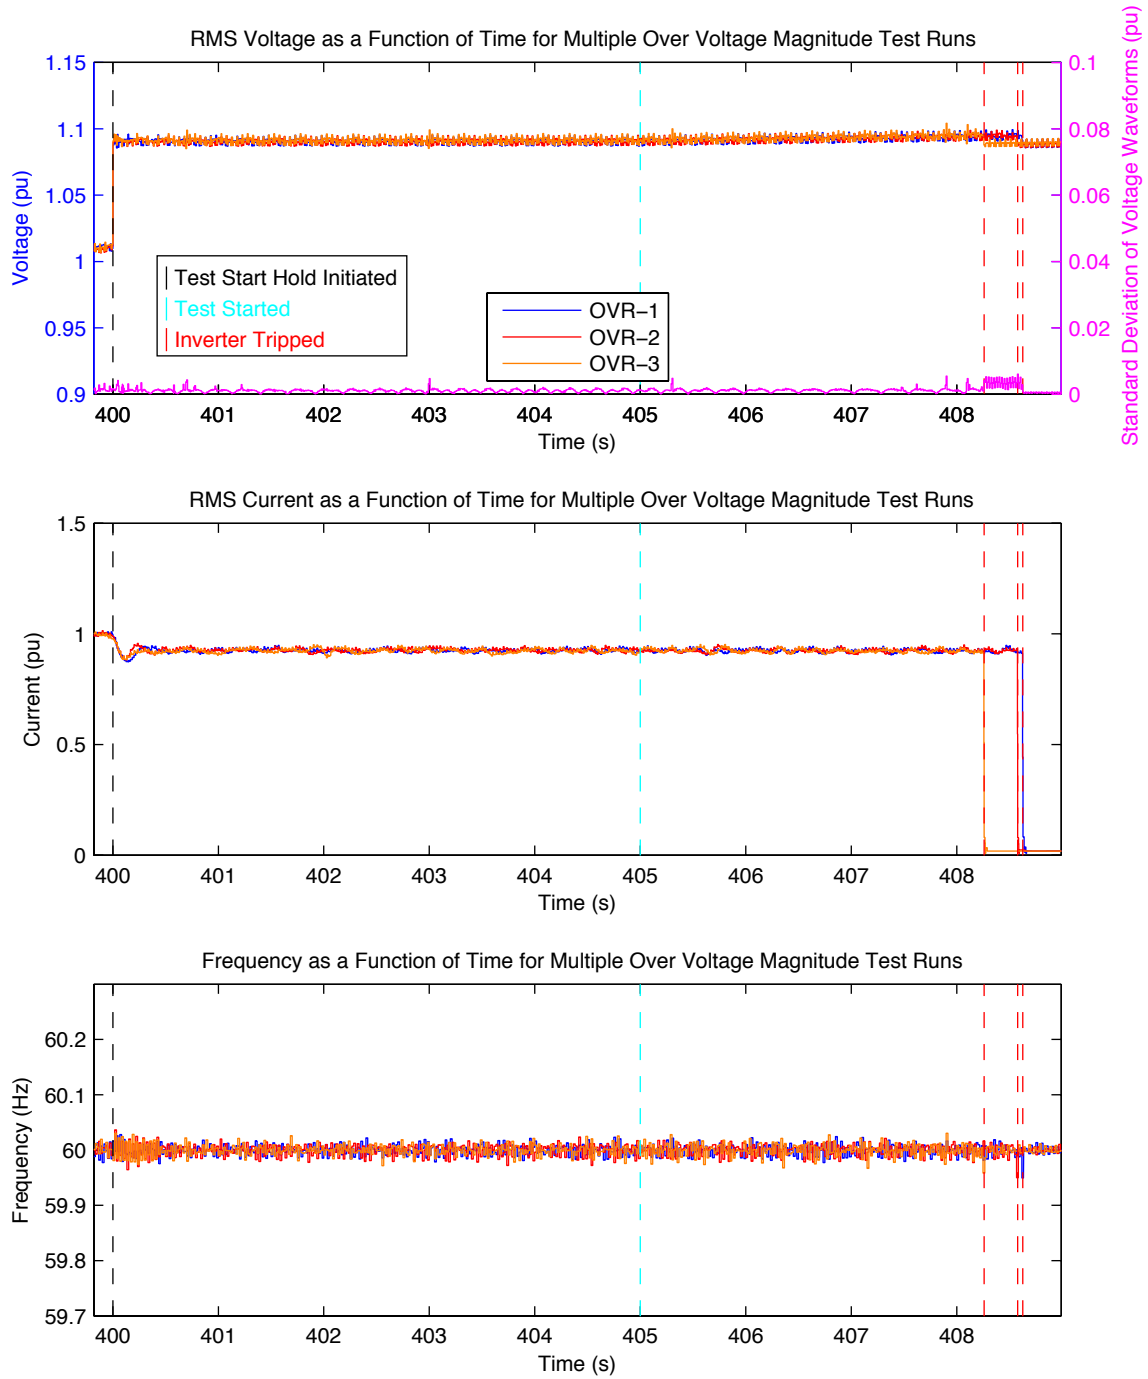 RMS Voltage as a Function of Time for Multiple Over Voltage Magnitude Test Runs
1.15
1.1
1.05
1
0.95
0.9
Voltage (pu)
0.1
0.08
0.06
0.04
0.02
0
Standard Deviation of Voltage Waveforms (pu)
Test Start Hold Initiated
Test Started
Inverter Tripped
OVR−1
OVR−2
OVR−3
400 401 402 403 404 405 406 407 408
Time (s)
RMS Current as a Function of Time for Multiple Over Voltage Magnitude Test Runs
1.5
1
0.5
0
Current (pu)
400 401 402 403 404 405 406 407 408
Time (s)
Frequency as a Function of Time for Multiple Over Voltage Magnitude Test Runs
60.2
60.1
60
59.9
59.8
59.7
Frequency (Hz)
400 401 402 403 404 405 406 407 408
Time (s)